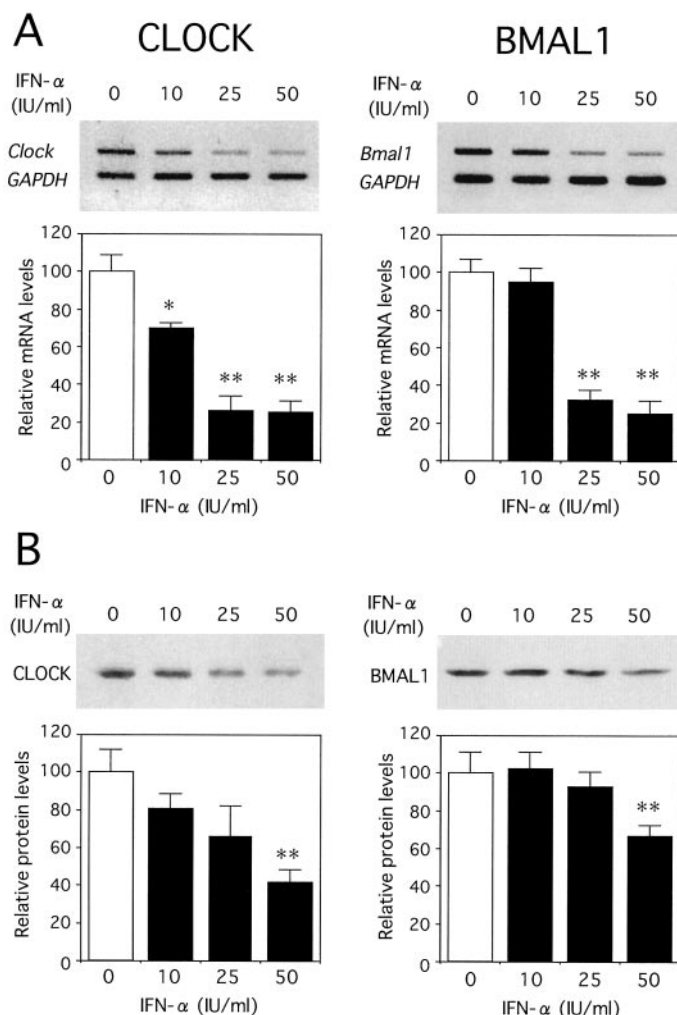 A
CLOCK
BMAL1
IFN-α
(IU/ml)
0 10 25 50
Clock
GAPDH
Relative mRNA levels
120
100
80
60
40
20
0
*
**
**
0 10 25 50
IFN-α (IU/ml)
IFN-α
(IU/ml)
0 10 25 50
Bmal1
GAPDH
Relative mRNA levels
120
100
80
60
40
20
0
**
**
0 10 25 50
IFN-α (IU/ml)
B
IFN-α
(IU/ml)
0 10 25 50
CLOCK
Relative protein levels
120
100
80
60
40
20
0
**
0 10 25 50
IFN-α (IU/ml)
IFN-α
(IU/ml)
0 10 25 50
BMAL1
Relative protein levels
120
100
80
60
40
20
0
**
0 10 25 50
IFN-α (IU/ml)